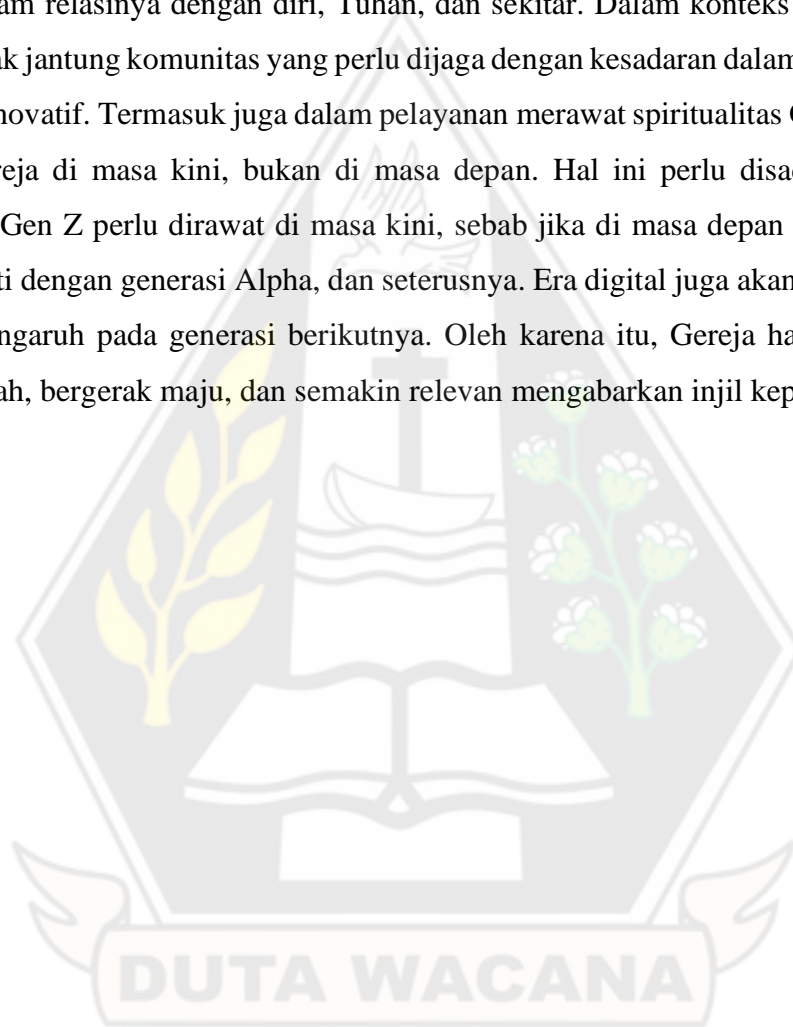 am relasinya dengan diri, Tuhan, dan sekitar. Dalam konteks
ak jantung komunitas yang perlu dijaga dengan kesadaran dalam
novatif. Termasuk juga dalam pelayanan merawat spiritualitas
reja di masa kini, bukan di masa depan. Hal ini perlu disa
Gen Z perlu dirawat di masa kini, sebab jika di masa depan
ti dengan generasi Alpha, dan seterusnya. Era digital juga akan
ngaruh pada generasi berikutnya. Oleh karena itu, Gereja ha
ah, bergerak maju, dan semakin relevan mengabarkan injil kep
DUTA WACANA